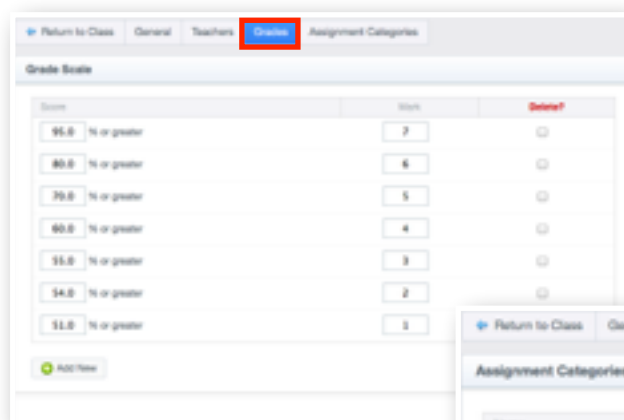 Return to Class General Teachers Grades Assignment Categories
Grade Scale
Score Mark Delete?
95.0 % or greater 7
80.0 % or greater 6
70.0 % or greater 5
60.0 % or greater 4
55.0 % or greater 3
54.0 % or greater 2
51.0 % or greater 1
Add New
Return to Class Ge
Assignment Categories